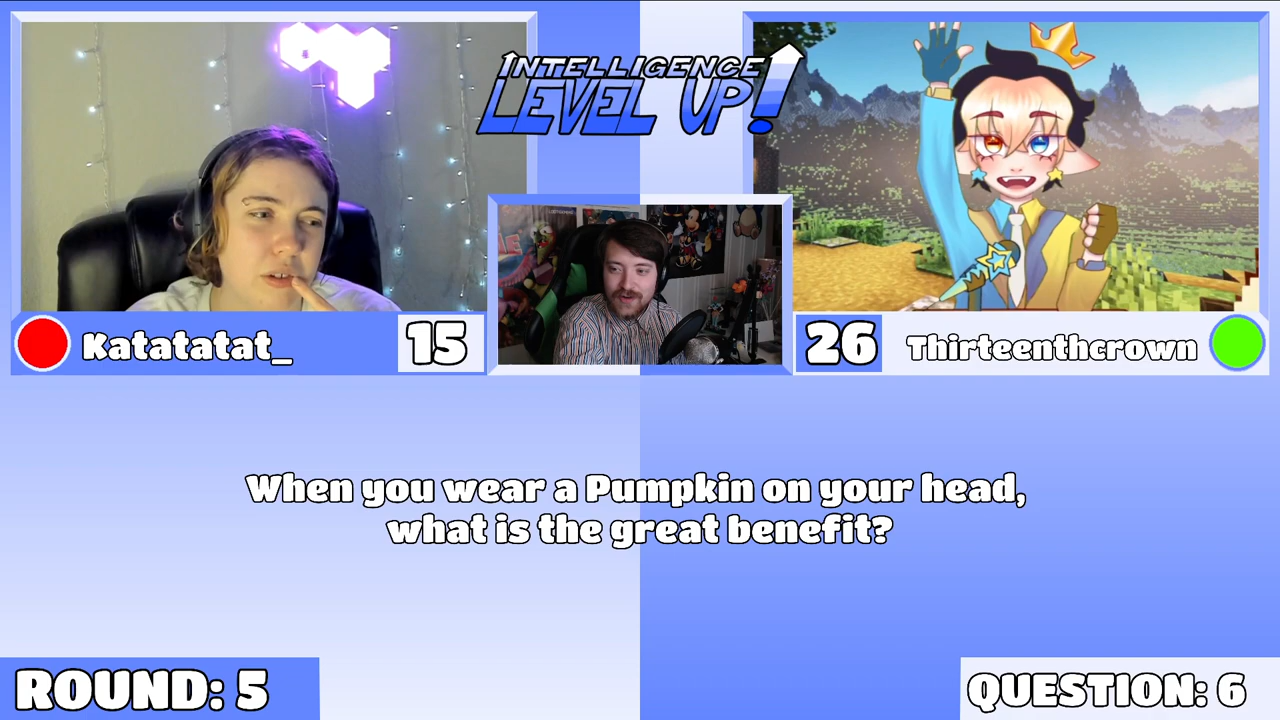 INTELLIGENCE
LEVEL UP!
Katatatat_
15
26
Thirteenthcrown
When you wear a Pumpkin on your head,
what is the great benefit?
ROUND: 5
QUESTION: 6